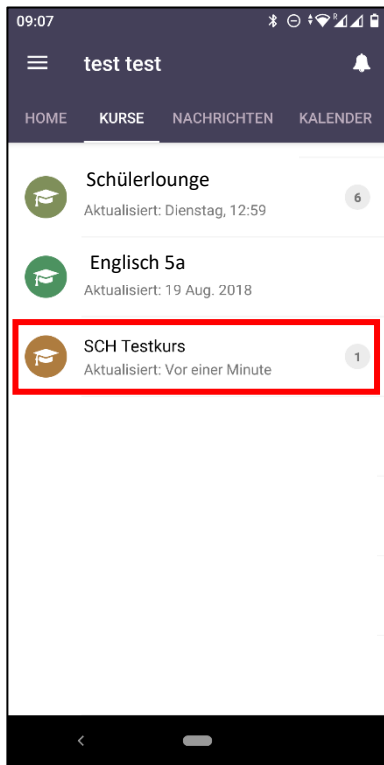 09:07
test test
HOME KURSE NACHRICHTEN KALENDER
Schülerlounge
Aktualisiert: Dienstag, 12:59
6
Englisch 5a
Aktualisiert: 19 Aug. 2018
SCH Testkurs
Aktualisiert: Vor einer Minute
1